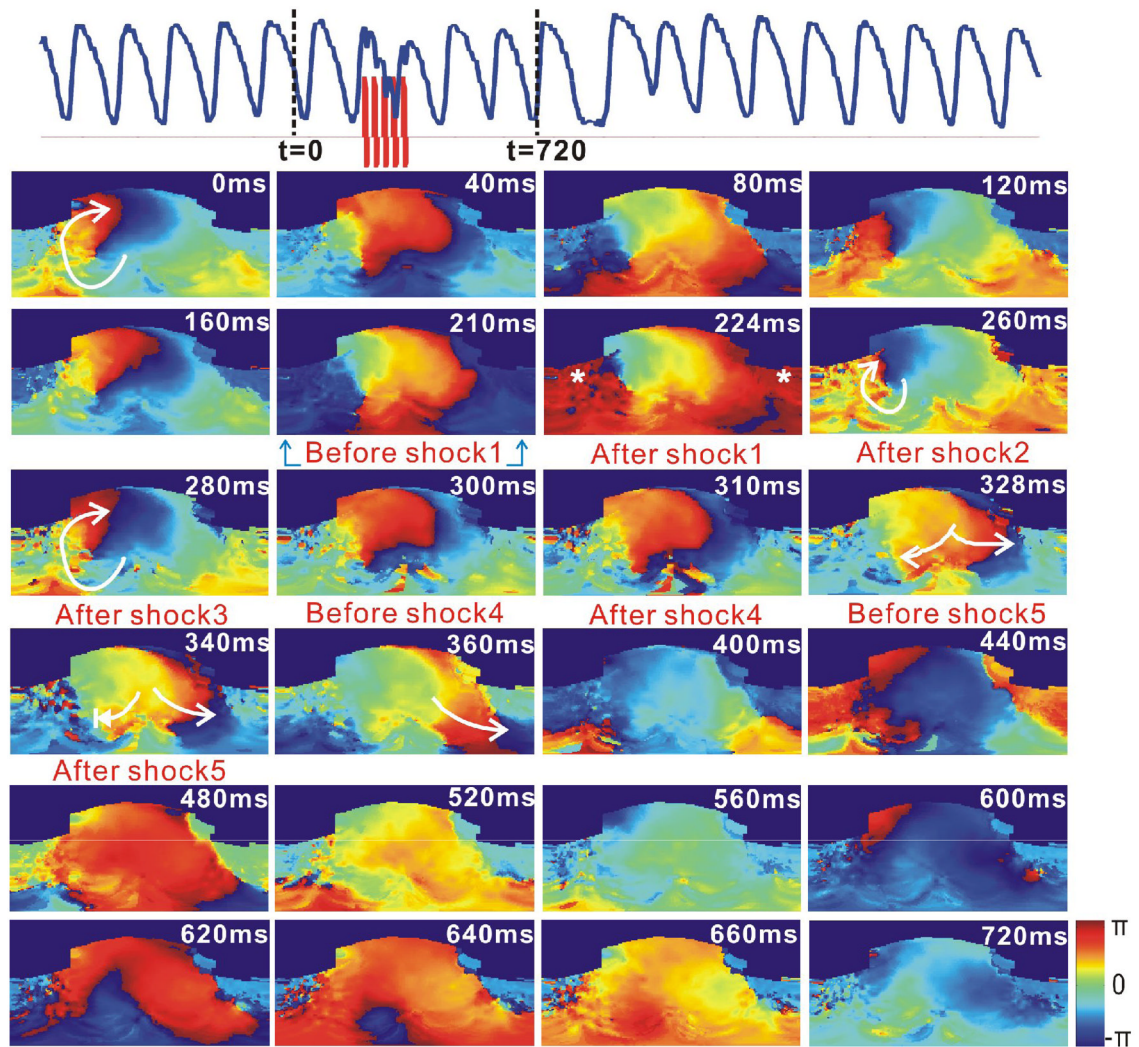 t=0 t=720
0ms 40ms 80ms 120ms
160ms 210ms 224ms 260ms
* *
Before shock1 After shock1 After shock2
280ms 300ms 310ms 328ms
After shock3 Before shock4 After shock4 Before shock5
340ms 360ms 400ms 440ms
After shock5
480ms 520ms 560ms 600ms
620ms 640ms 660ms 720ms
π
0
-π